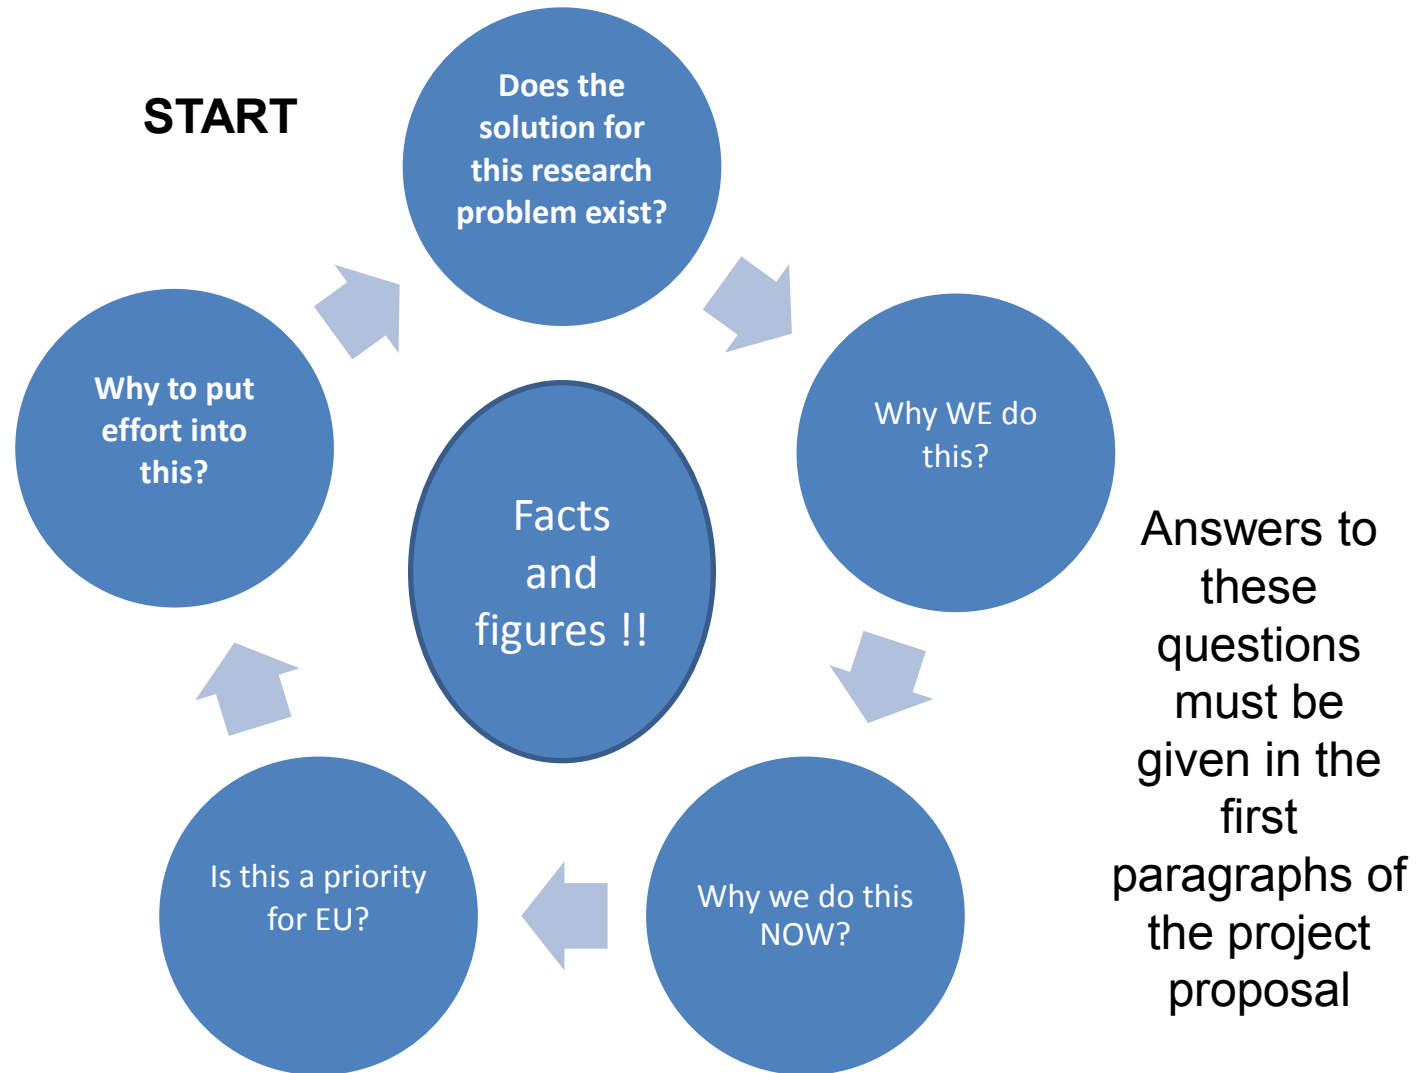 START
Does the
solution for
this research
problem exist?
Why to put
effort into
this?
Why WE do
this?
Facts
and
figures !!
Answers to
these
questions
must be
given in the
first
paragraphs of
the project
proposal
Is this a priority
for EU?
Why we do this
NOW?